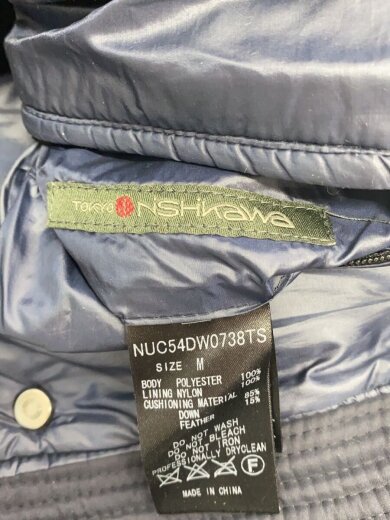 TOKYO NiSHiKaWa
NUC54DW0738TS
SIZE M
BODY POLYESTER 100%
LINING NYLON 100%
CUSHIONING MATERIAL 85%
DOWN 15%
FEATHER
DO NOT WASH
DO NOT BLEACH
DO NOT IRON
PROFESSIONALLY DRYCLEAN
F
MADE IN CHINA